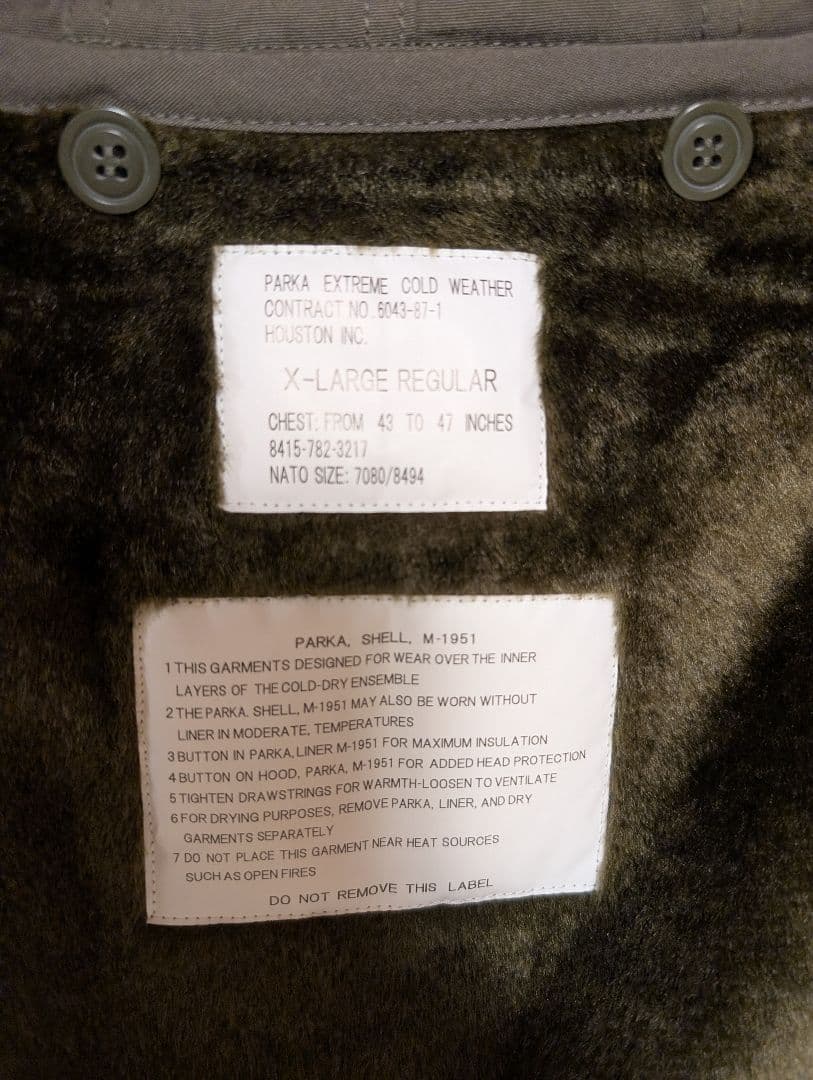 PARKA EXTREME COLD WEATHER
CONTRACT NO.6043-87-1
HOUSTON INC.
X-LARGE REGULAR
CHEST: FROM 43 TO 47 INCHES
8415-782-3217
NATO SIZE: 7080/8494
PARKA, SHELL, M-1951
1 THIS GARMENTS DESIGNED FOR WEAR OVER THE INNER
LAYERS OF THE COLD-DRY ENSEMBLE
2 THE PARKA. SHELL, M-1951 MAY ALSO BE WORN WITHOUT
LINER IN MODERATE, TEMPERATURES
3 BUTTON IN PARKA, LINER M-1951 FOR MAXIMUM INSULATION
4 BUTTON ON HOOD, PARKA, M-1951 FOR ADDED HEAD PROTECTION
5 TIGHTEN DRAWSTRINGS FOR WARMTH-LOOSEN TO VENTILATE
6 FOR DRYING PURPOSES, REMOVE PARKA, LINER, AND DRY
GARMENTS SEPARATELY
7 DO NOT PLACE THIS GARMENT NEAR HEAT SOURCES
SUCH AS OPEN FIRES
DO NOT REMOVE THIS LABEL